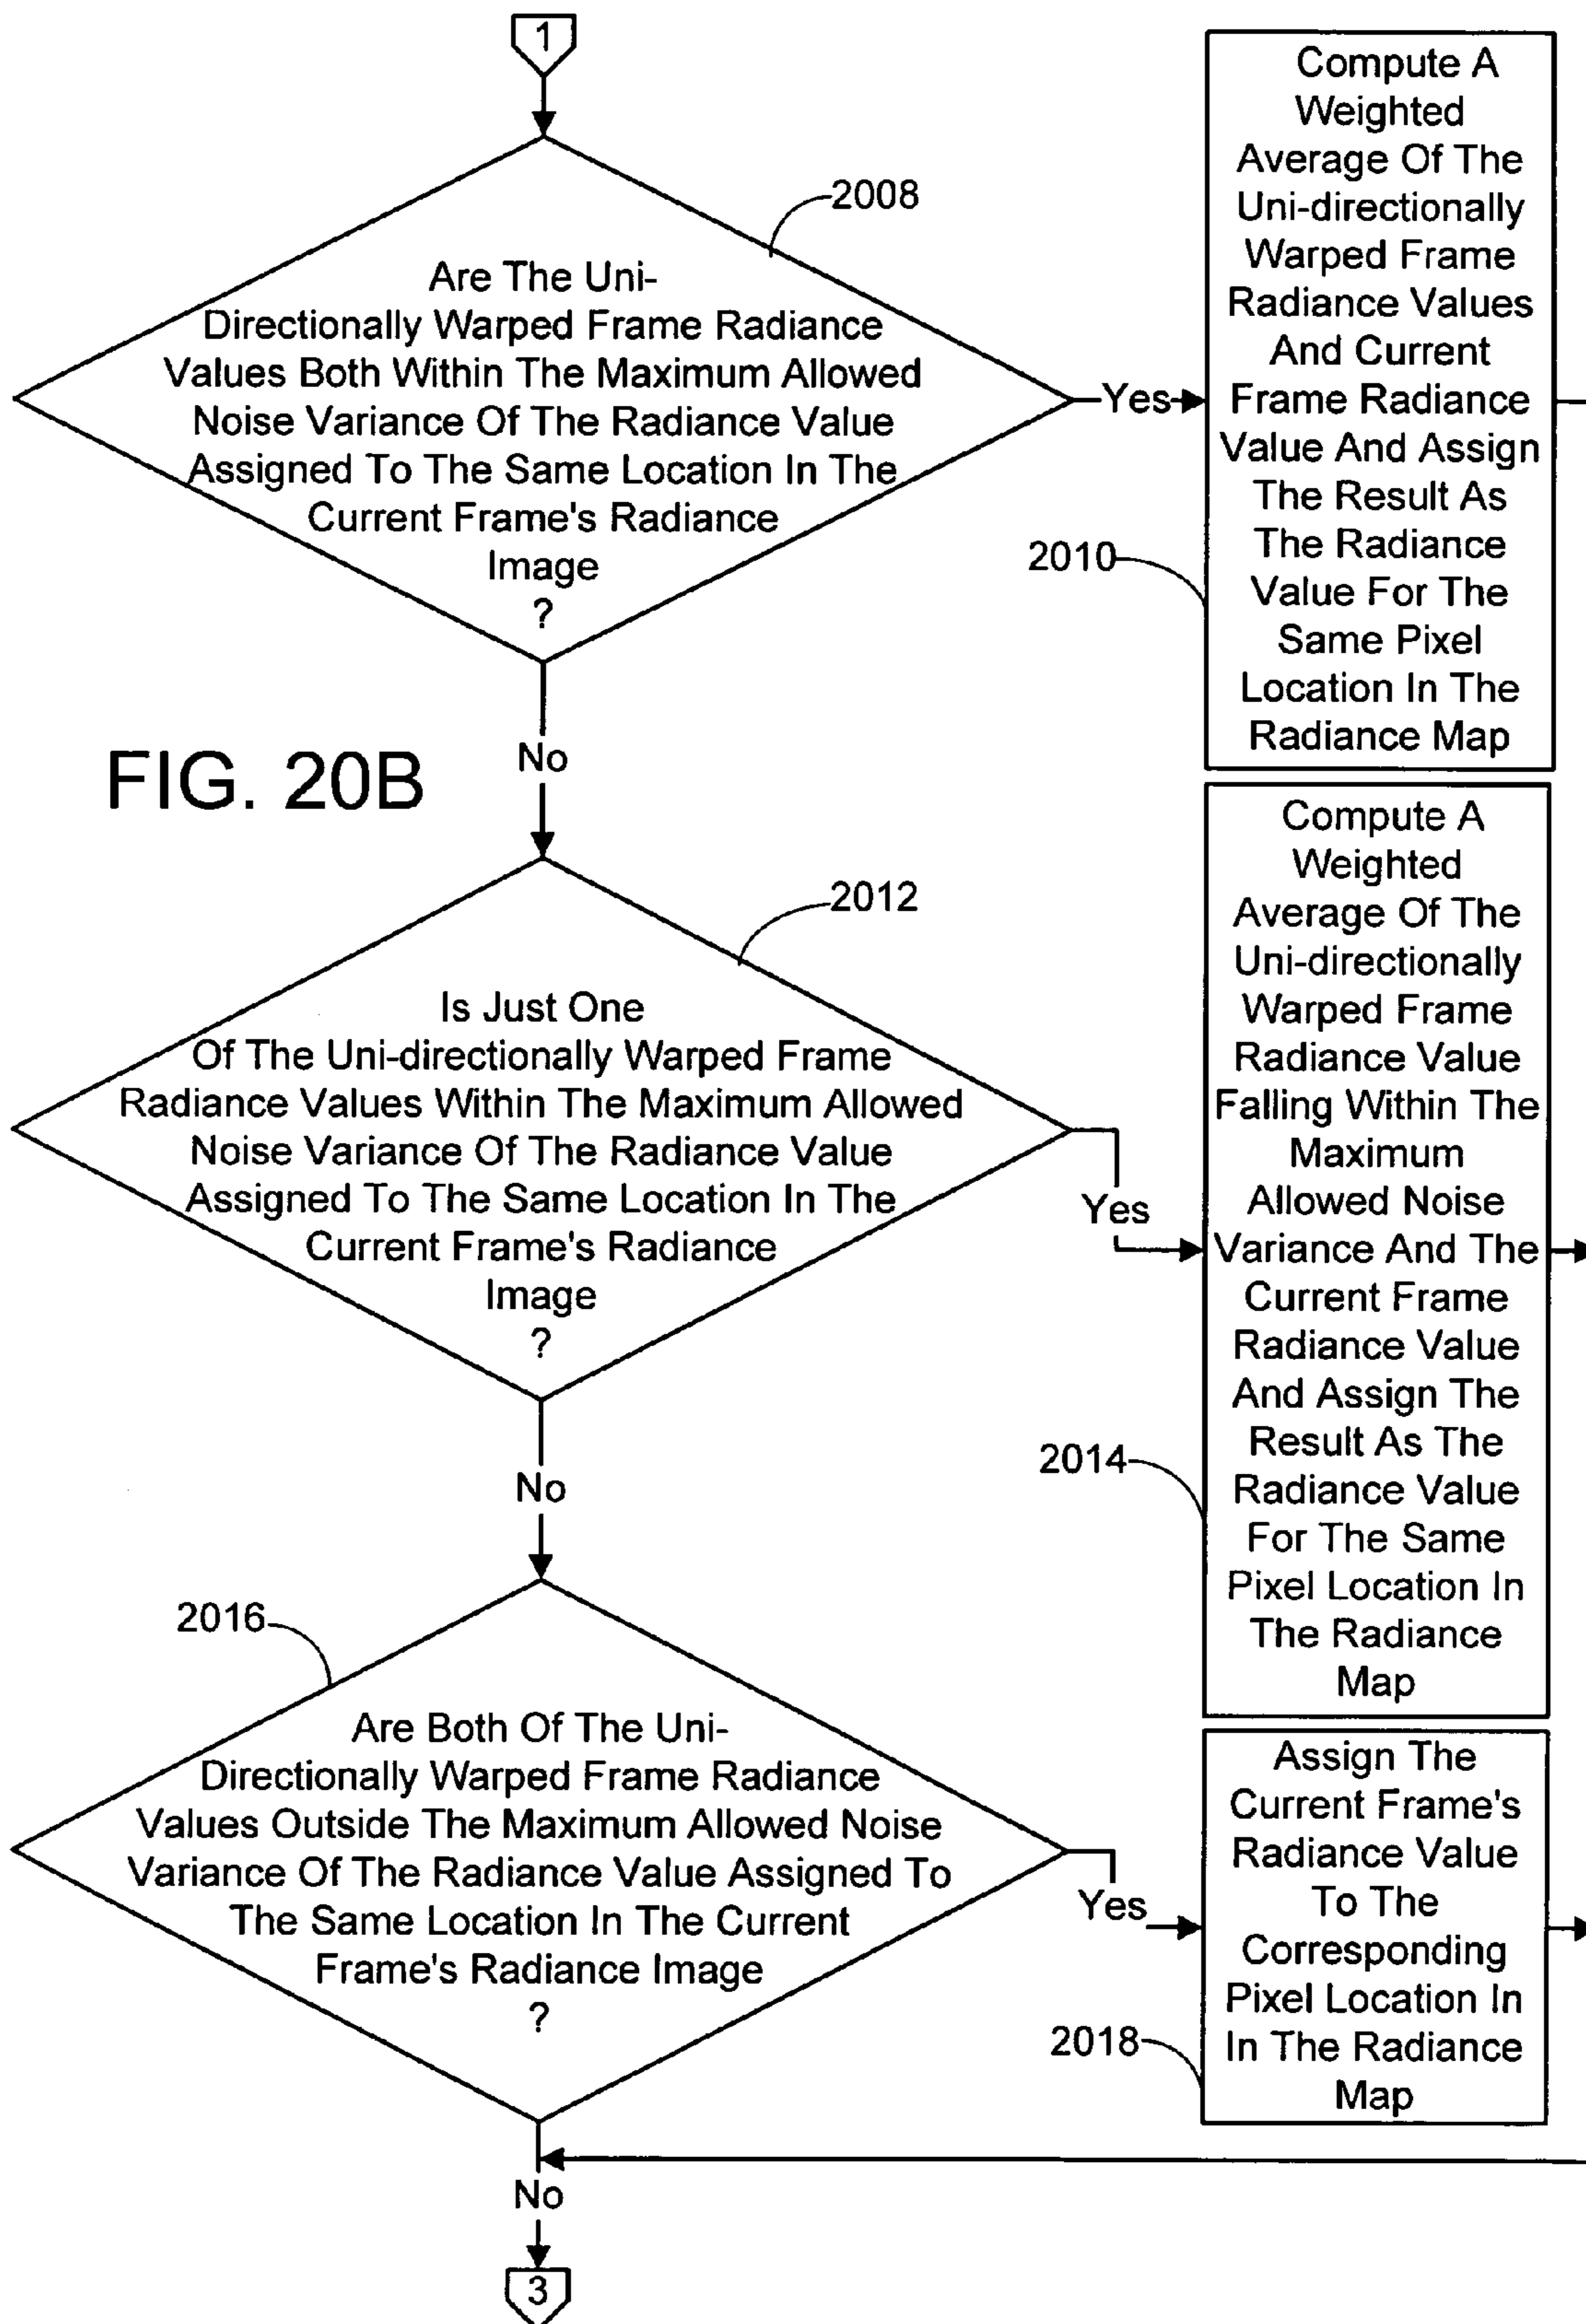 1
2008
Are The Uni-
Directionally Warped Frame Radiance
Values Both Within The Maximum Allowed
Noise Variance Of The Radiance Value
Assigned To The Same Location In The
Current Frame's Radiance
Image
?
Yes
Compute A
Weighted
Average Of The
Uni-directionally
Warped Frame
Radiance Values
And Current
Frame Radiance
Value And Assign
The Result As
The Radiance
Value For The
Same Pixel
Location In The
Radiance Map
2010
No
FIG. 20B
2012
Is Just One
Of The Uni-directionally Warped Frame
Radiance Values Within The Maximum Allowed
Noise Variance Of The Radiance Value
Assigned To The Same Location In The
Current Frame's Radiance
Image
?
Yes
Compute A
Weighted
Average Of The
Uni-directionally
Warped Frame
Radiance Value
Falling Within The
Maximum
Allowed Noise
Variance And The
Current Frame
Radiance Value
And Assign The
Result As The
Radiance Value
For The Same
Pixel Location In
The Radiance
Map
2014
No
2016
Are Both Of The Uni-
Directionally Warped Frame Radiance
Values Outside The Maximum Allowed Noise
Variance Of The Radiance Value Assigned To
The Same Location In The Current
Frame's Radiance Image
?
Yes
Assign The
Current Frame's
Radiance Value
To The
Corresponding
Pixel Location In
In The Radiance
Map
2018
No
3